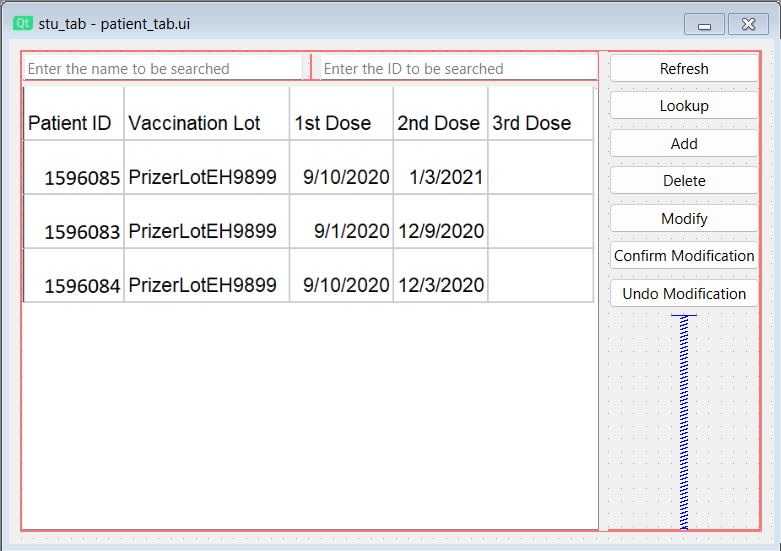 Qt stu_tab - patient_tab.ui
Enter the name to be searched Enter the ID to be searched Refresh
Lookup
Patient ID Vaccination Lot 1st Dose 2nd Dose 3rd Dose
Add
1596085 PrizerLotEH9899 9/10/2020 1/3/2021
Delete
Modify
1596083 PrizerLotEH9899 9/1/2020 12/9/2020
Confirm Modification
1596084 PrizerLotEH9899 9/10/2020 12/3/2020
Undo Modification